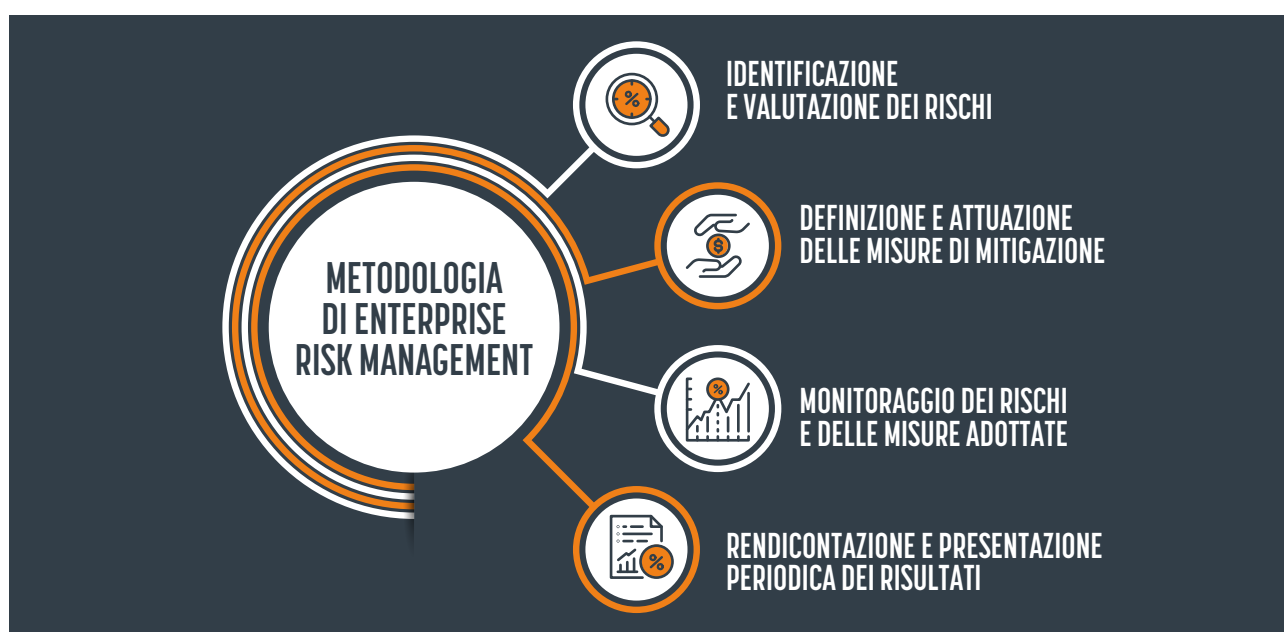 METODOLOGIA
DI ENTERPRISE
RISK MANAGEMENT
%
IDENTIFICAZIONE
E VALUTAZIONE DEI RISCHI
$
DEFINIZIONE E ATTUAZIONE
DELLE MISURE DI MITIGAZIONE
%
MONITORAGGIO DEI RISCHI
E DELLE MISURE ADOTTATE
%
RENDICONTAZIONE E PRESENTAZIONE
PERIODICA DEI RISULTATI